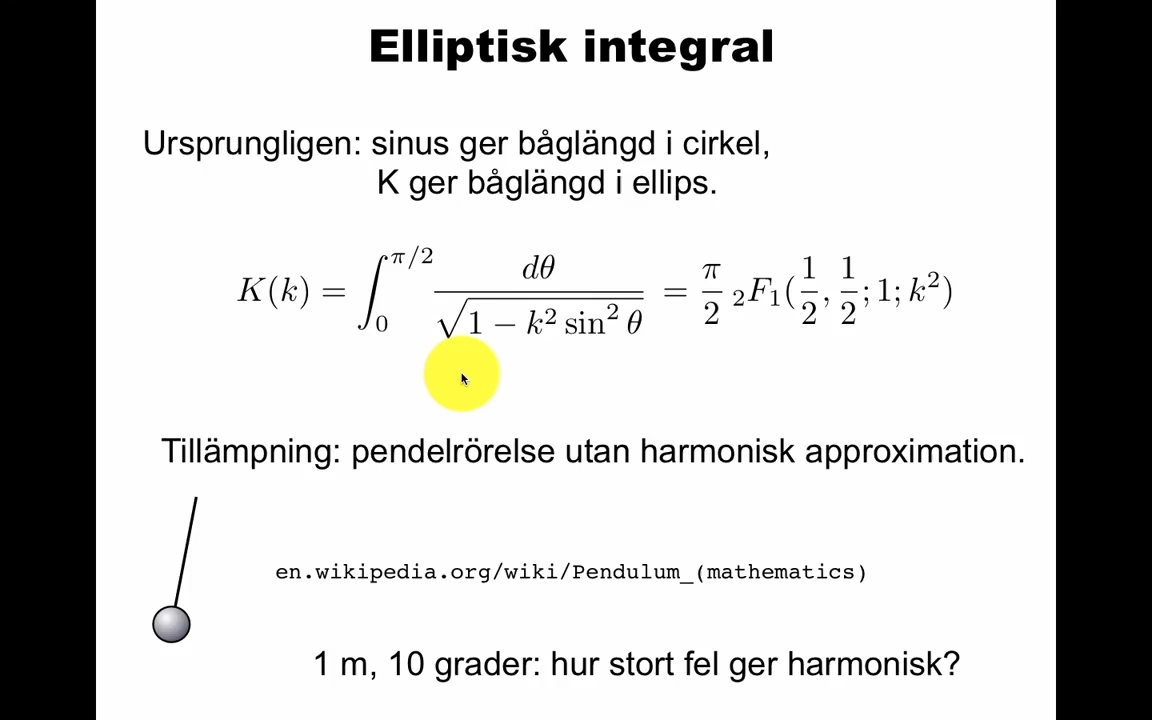 Elliptisk integral
Ursprungligen: sinus ger båglängd i cirkel,
K ger båglängd i ellips.
K(k) = ∫₀^{π/2} dθ / √(1 − k² sin² θ) = π/2 ₂F₁(1/2, 1/2; 1; k²)
Tillämpning: pendelrörelse utan harmonisk approximation.
en.wikipedia.org/wiki/Pendulum_(mathematics)
1 m, 10 grader: hur stort fel ger harmonisk?